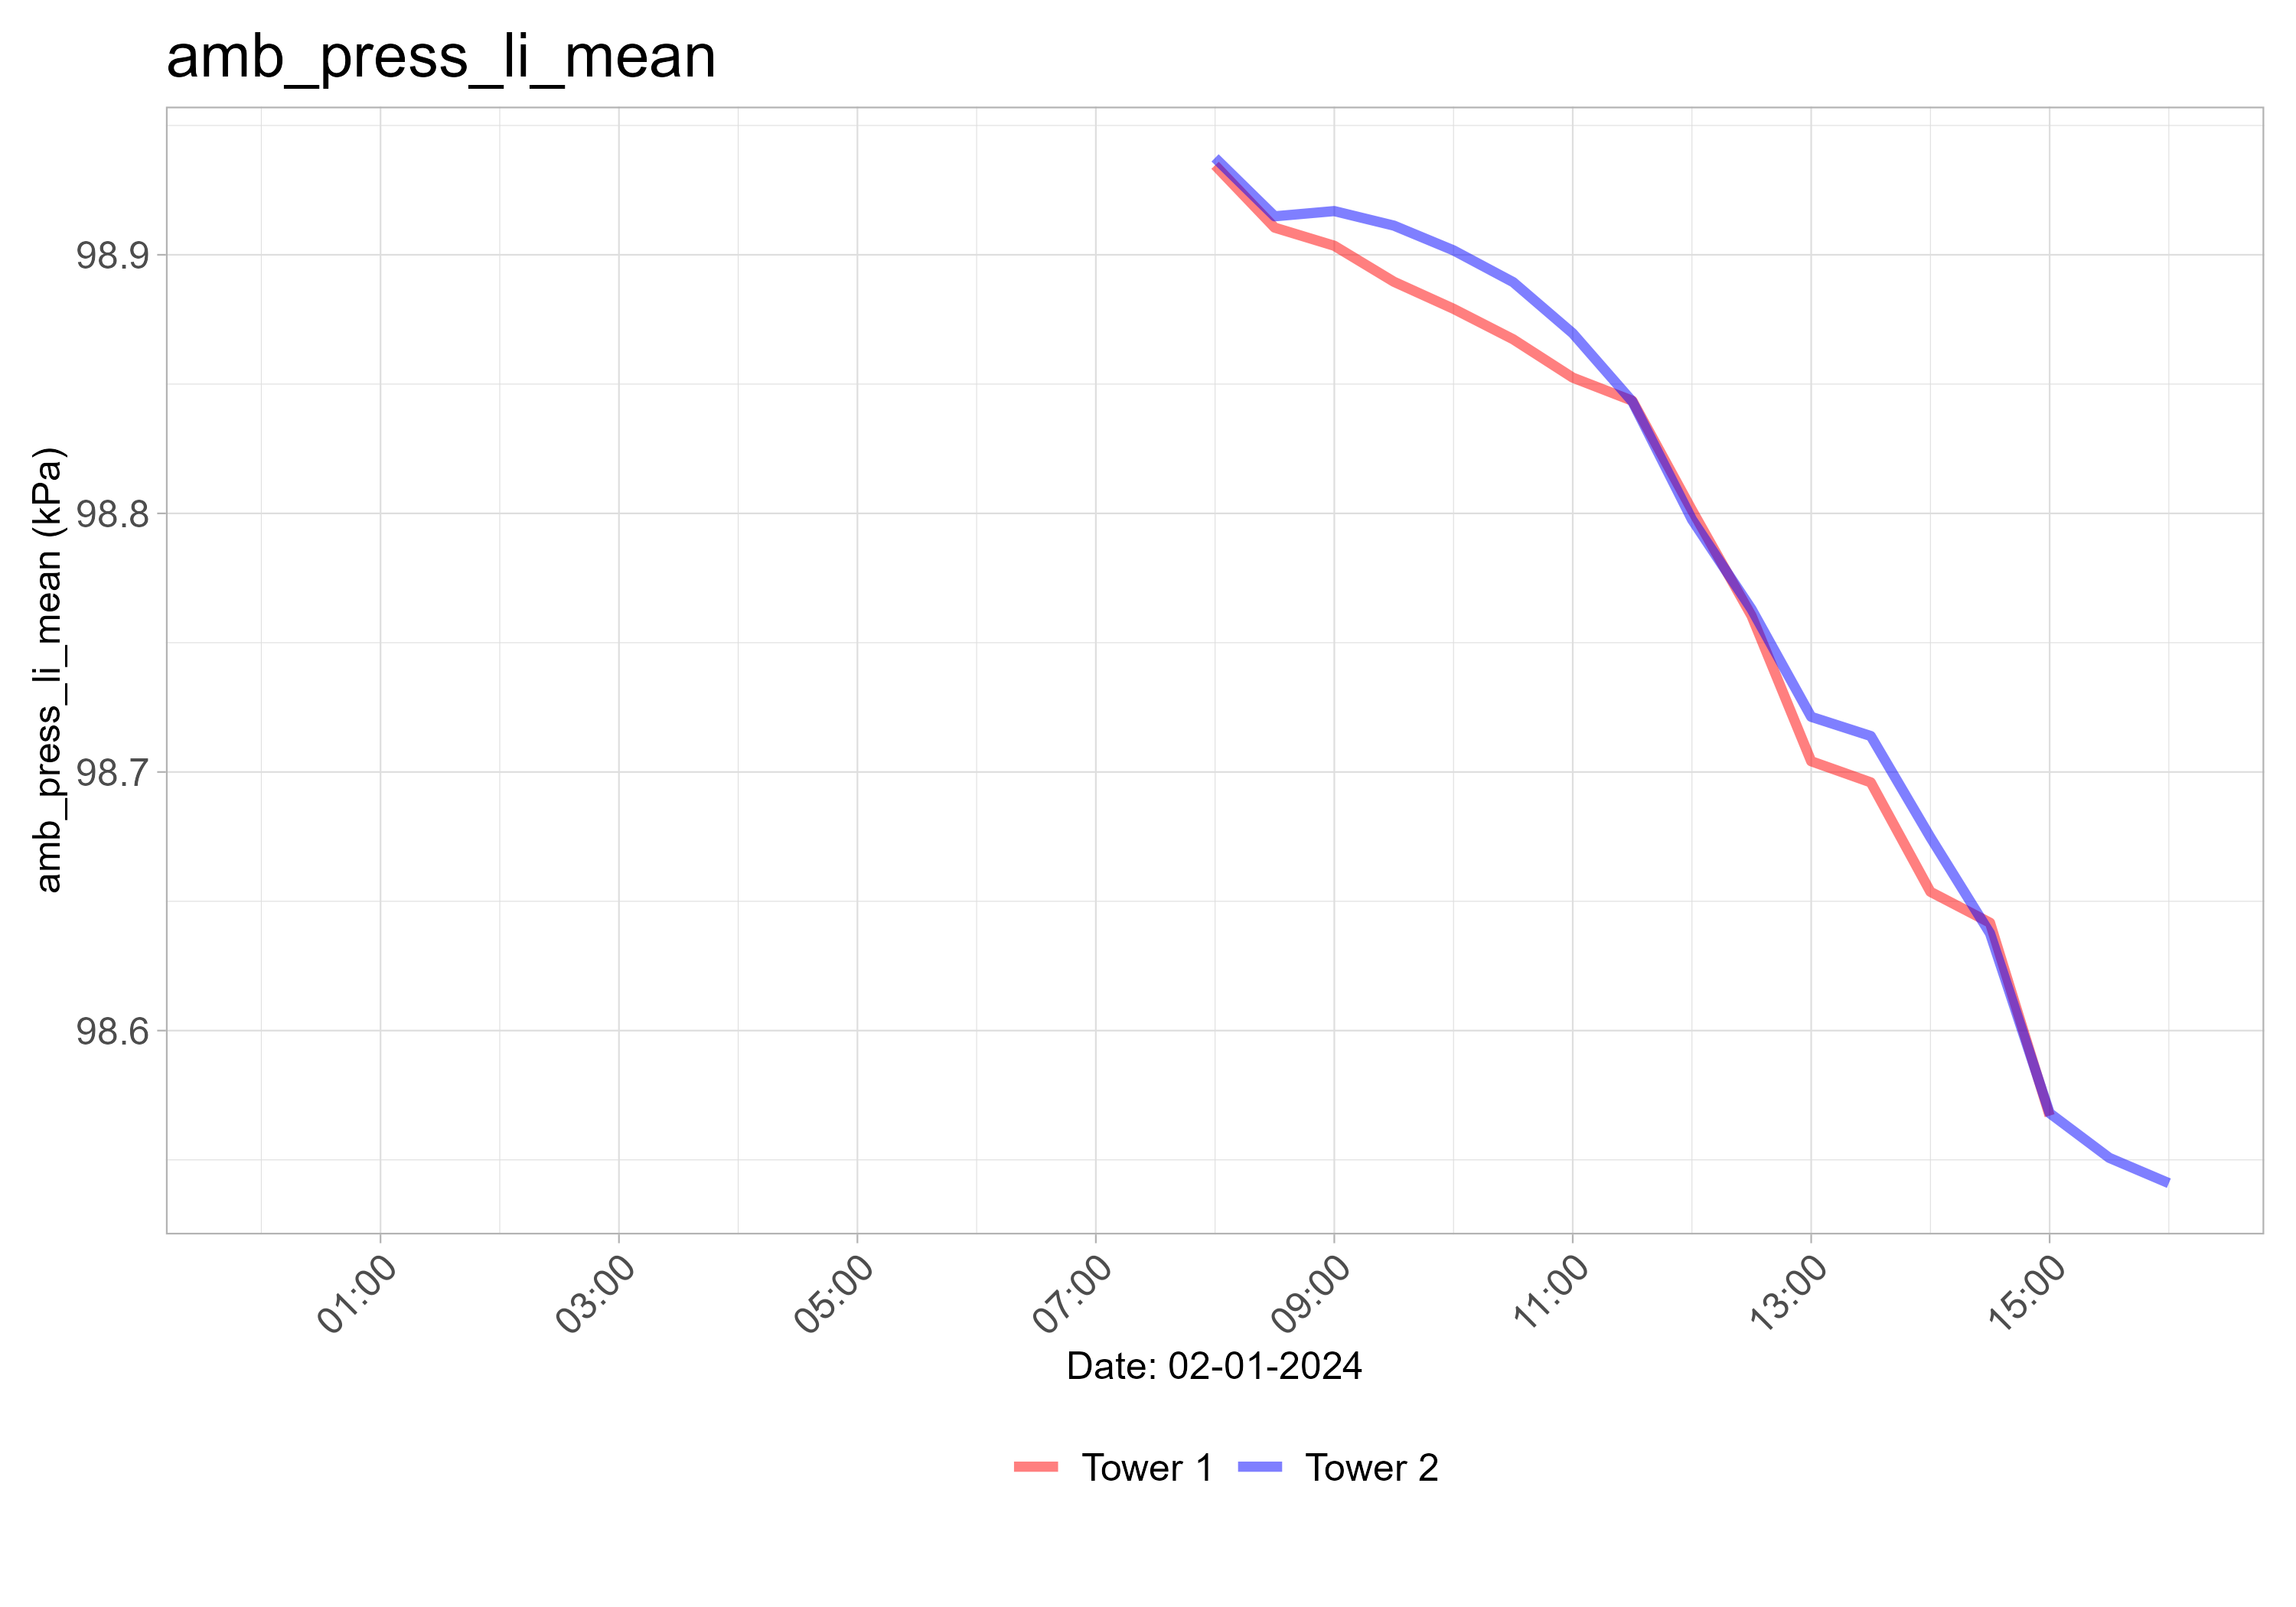 amb_press_li_mean
amb_press_li_mean (kPa)
98.9
98.8
98.7
98.6
01:00
03:00
05:00
07:00
09:00
11:00
13:00
15:00
Date: 02-01-2024
Tower 1
Tower 2